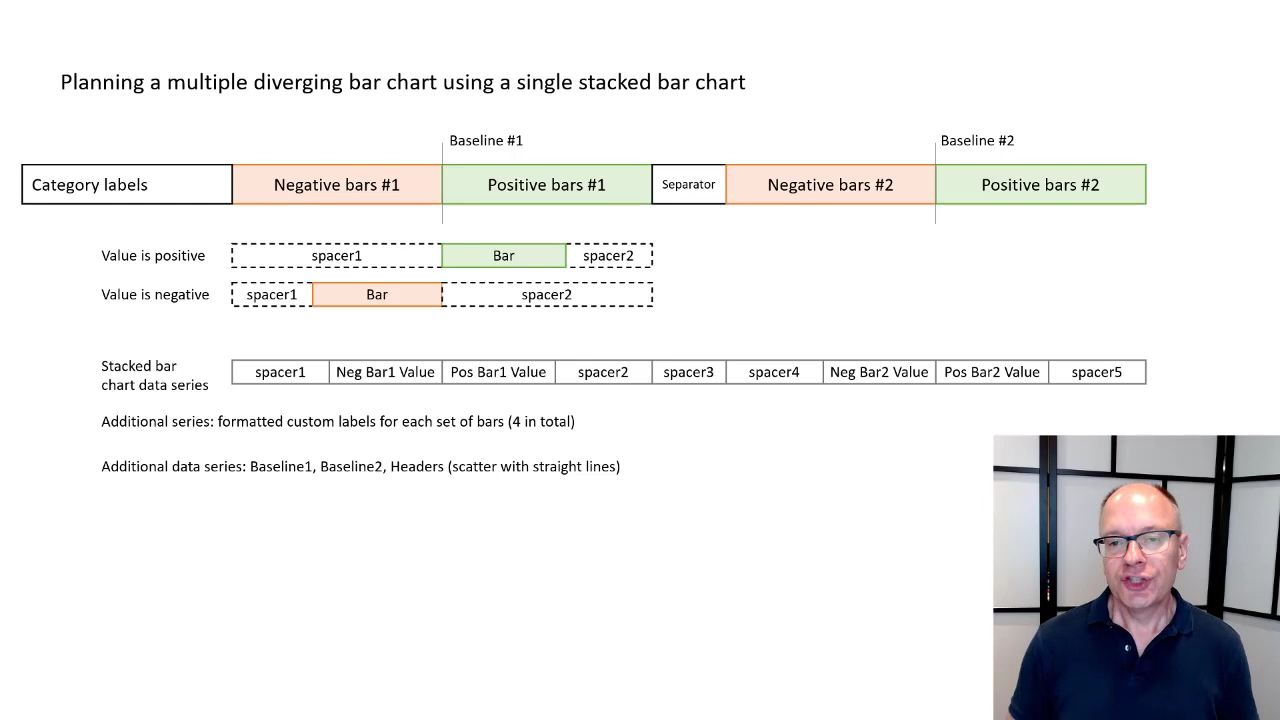 Planning a multiple diverging bar chart using a single stacked bar chart
Baseline #1
Baseline #2
Category labels
Negative bars #1
Positive bars #1
Separator
Negative bars #2
Positive bars #2
Value is positive
spacer1
Bar
spacer2
Value is negative
spacer1
Bar
spacer2
Stacked bar
chart data series
spacer1
Neg Bar1 Value
Pos Bar1 Value
spacer2
spacer3
spacer4
Neg Bar2 Value
Pos Bar2 Value
spacer5
Additional series: formatted custom labels for each set of bars (4 in total)
Additional data series: Baseline1, Baseline2, Headers (scatter with straight lines)